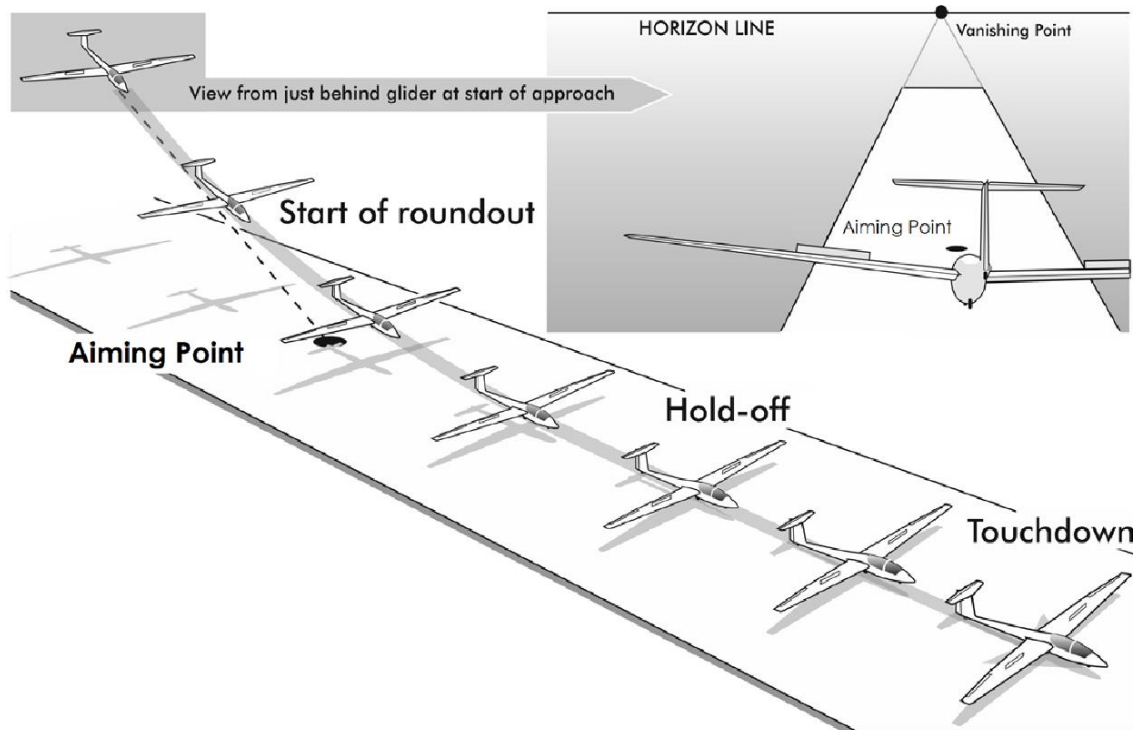 HORIZON LINE
Vanishing Point
View from just behind glider at start of approach
Start of roundout
Aiming Point
Aiming Point
Hold-off
Touchdown